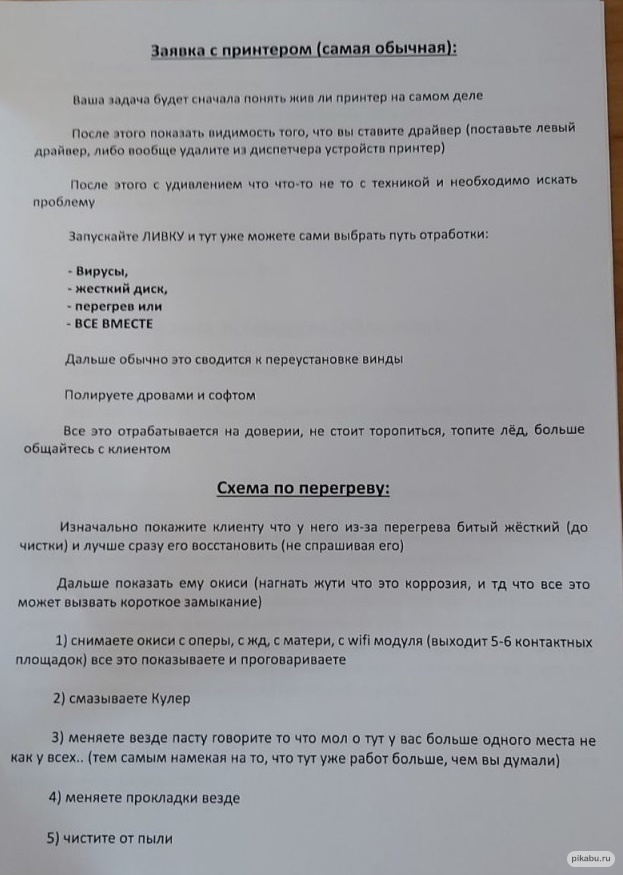 Заявка с принтером (самая обычная):
Ваша задача будет сначала понять жив ли принтер на самом деле
После этого показать видимость того, что вы ставите драйвер (поставьте левый
драйвер, либо вообще удалите из диспетчера устройств принтер)
После этого с удивлением что что-то не то с техникой и необходимо искать
проблему
Запускайте ЛИВКУ и тут уже можете сами выбрать путь отработки:
- Вирусы,
- жесткий диск,
- перегрев или
- ВСЕ ВМЕСТЕ
Дальше обычно это сводится к переустановке винды
Полируете дровами и софтом
Все это отрабатывается на доверии, не стоит торопиться, топите лёд, больше
общайтесь с клиентом
Схема по перегреву:
Изначально покажите клиенту что у него из-за перегрева битый жёсткий (до
чистки) и лучше сразу его восстановить (не спрашивая его)
Дальше показать ему окиси (нагнать жути что это коррозия, и тд что все это
может вызвать короткое замыкание)
1) снимаете окиси с оперы, с жд, с матери, с wifi модуля (выходит 5-6 контактных
площадок) все это показываете и проговариваете
2) смазываете Кулер
3) меняете везде пасту говорите то что мол о тут у вас больше одного места не
как у всех.. (тем самым намекая на то, что тут уже работ больше, чем вы думали)
4) меняете прокладки везде
5) чистите от пыли
pikabu.ru